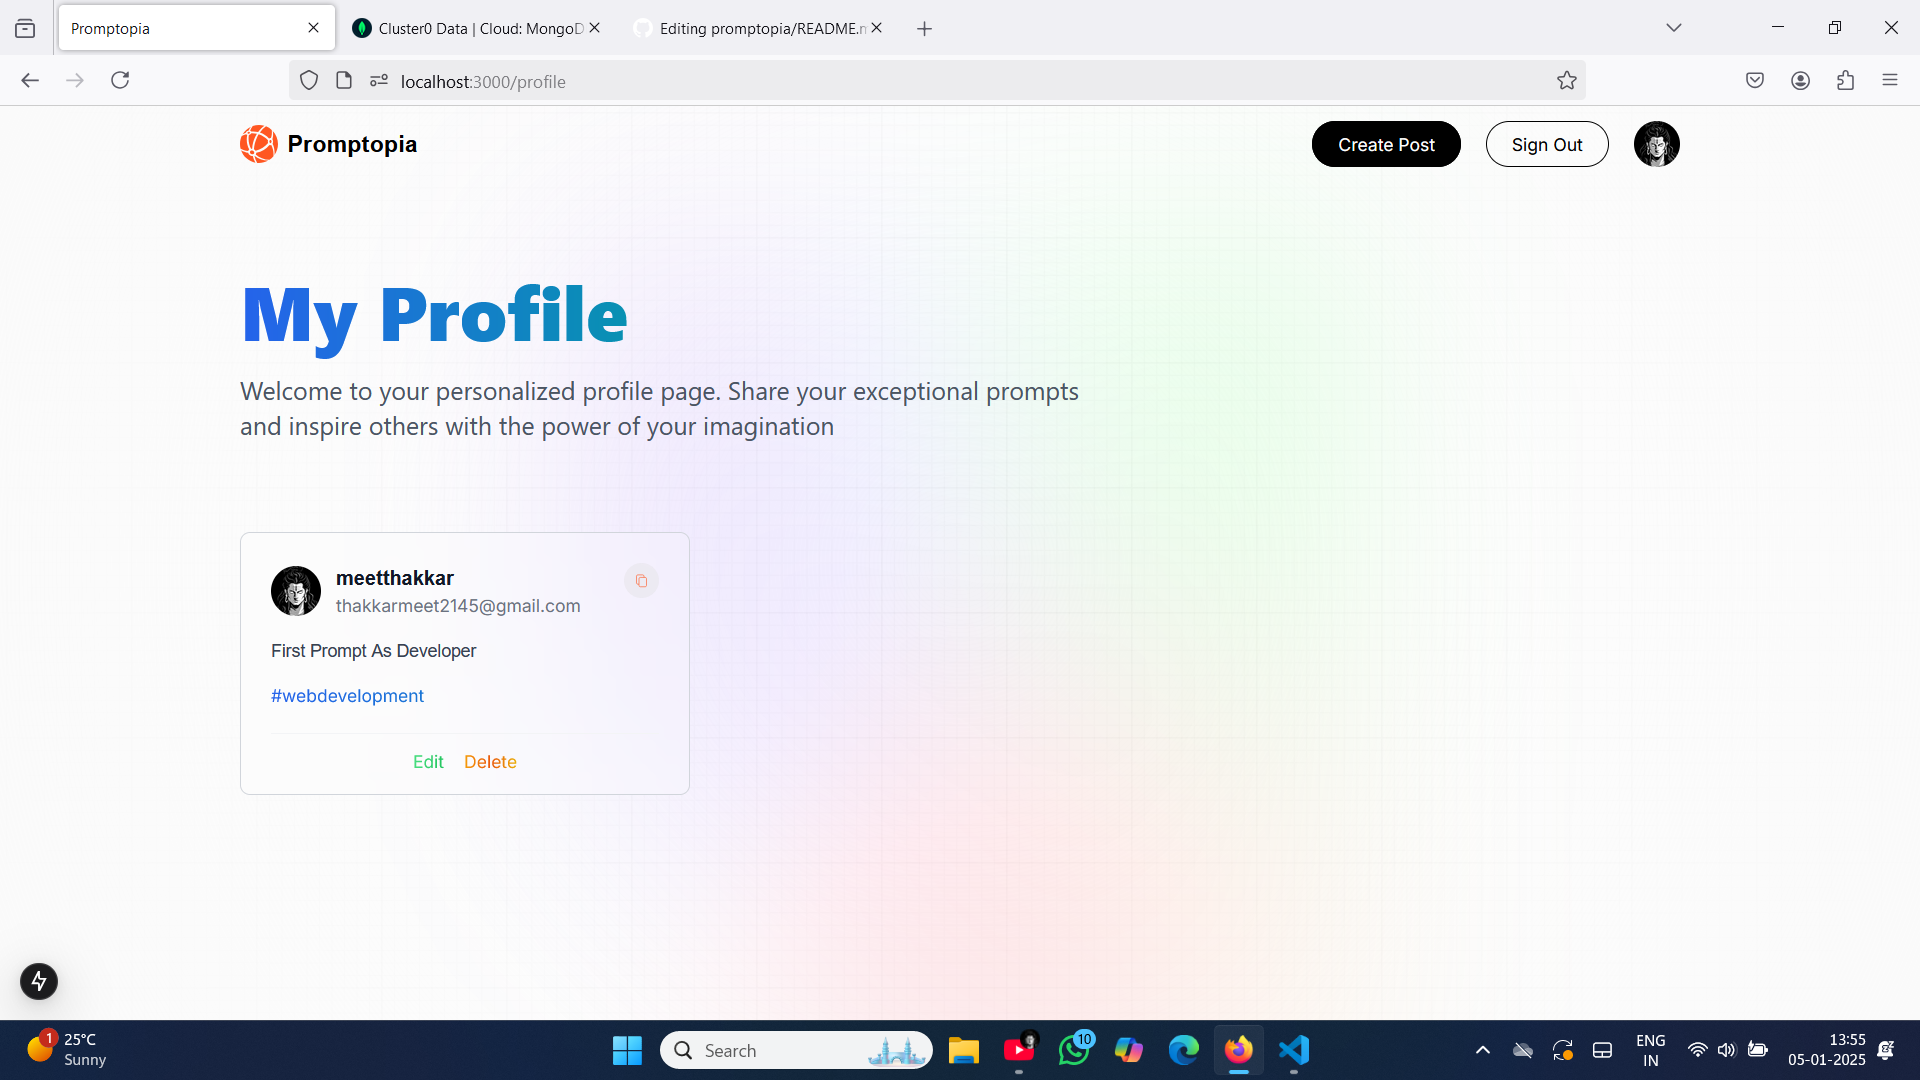 Promptopia
Cluster0 Data | Cloud: MongoD
Editing promptopia/README.m
localhost:3000/profile
Promptopia
Create Post
Sign Out
My Profile
Welcome to your personalized profile page. Share your exceptional prompts
and inspire others with the power of your imagination
meetthakkar
thakkarmeet2145@gmail.com
First Prompt As Developer
#webdevelopment
Edit
Delete
1
25°C
Sunny
Search
10
ENG
IN
13:55
05-01-2025